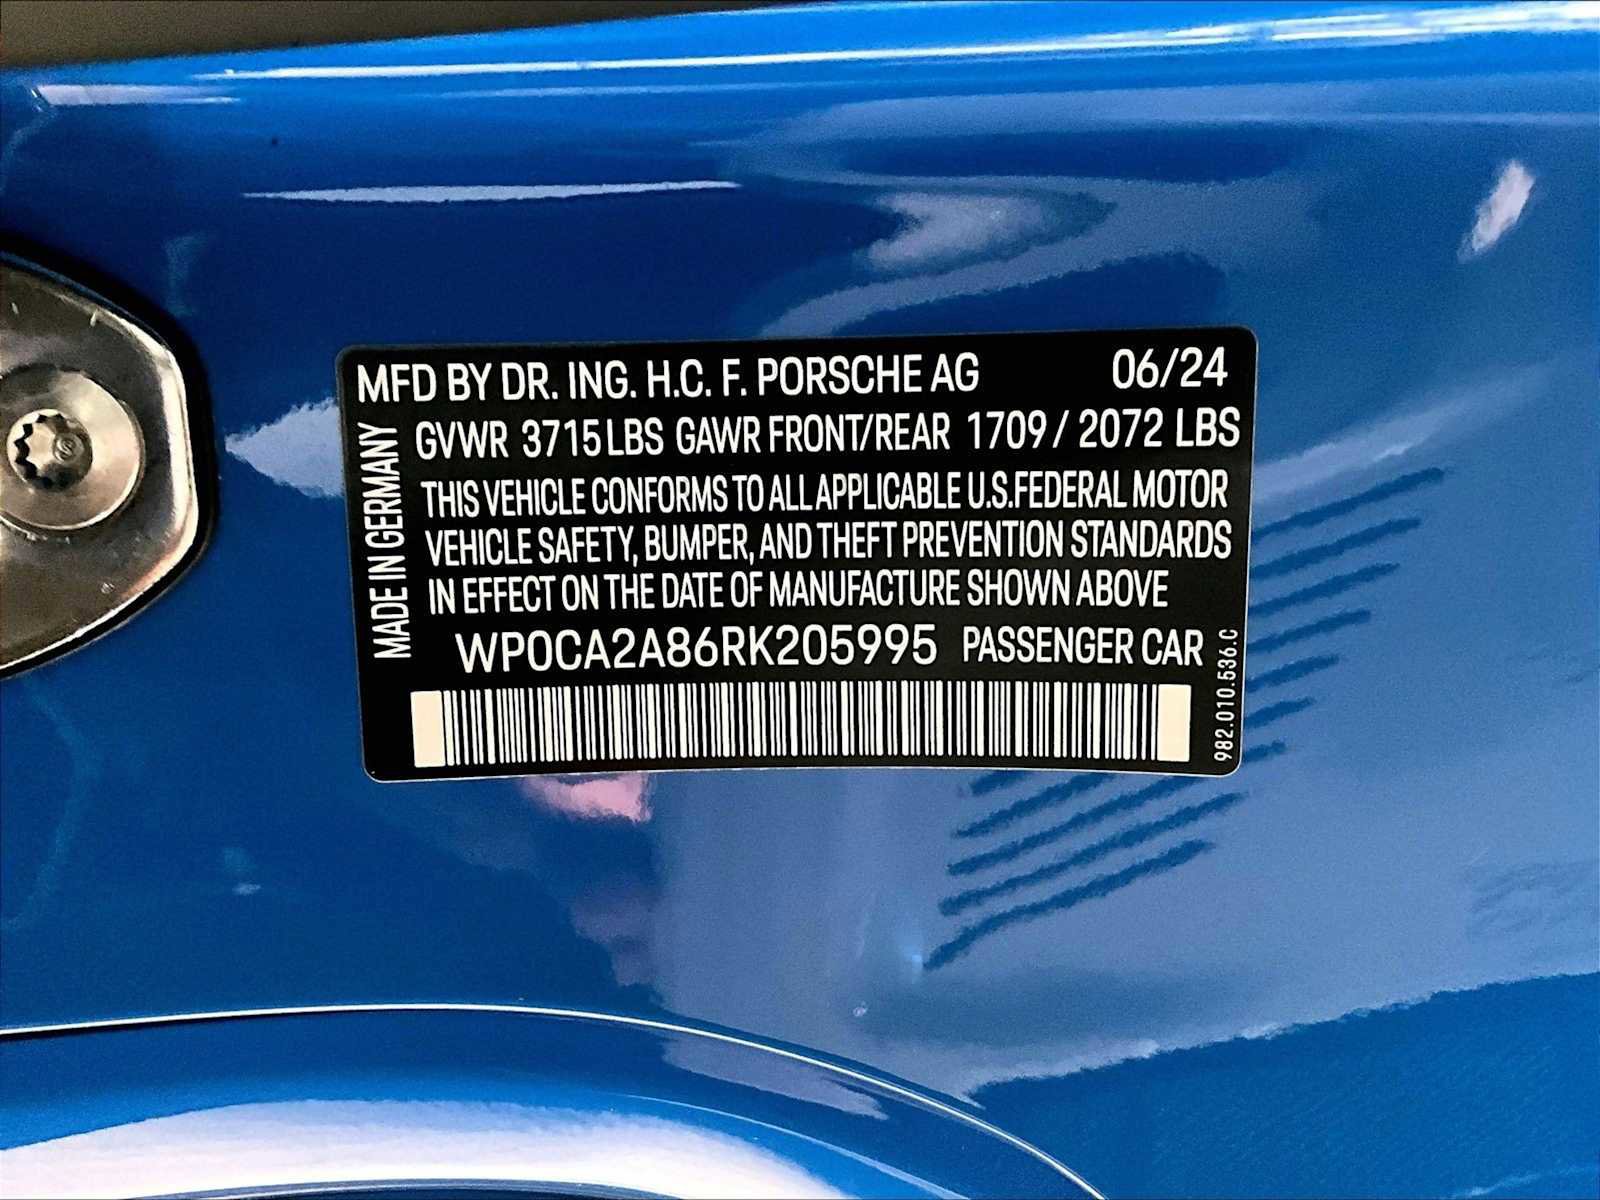 MFD BY DR. ING. H.C. F. PORSCHE AG 06/24
GVWR 3715 LBS GAWR FRONT/REAR 1709 / 2072 LBS
THIS VEHICLE CONFORMS TO ALL APPLICABLE U.S.FEDERAL MOTOR
VEHICLE SAFETY, BUMPER, AND THEFT PREVENTION STANDARDS
IN EFFECT ON THE DATE OF MANUFACTURE SHOWN ABOVE
WP0CA2A86RK205995 PASSENGER CAR
MADE IN GERMANY
982.010.536.C